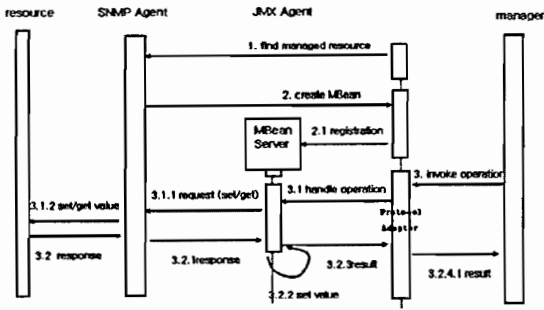 resource
SNMP Agent
JMX Agent
manager
1. find managed resource
2. create MBean
MBean
Server
2.1 registration
3. invoke operation
3.1 handle operation
3.1.1 request (set/get)
3.1.2 set/get value
Protocol
Adaptor
3.2 response
3.2.1response
3.2.3result
3.2.4.1 result
3.2.2 set value